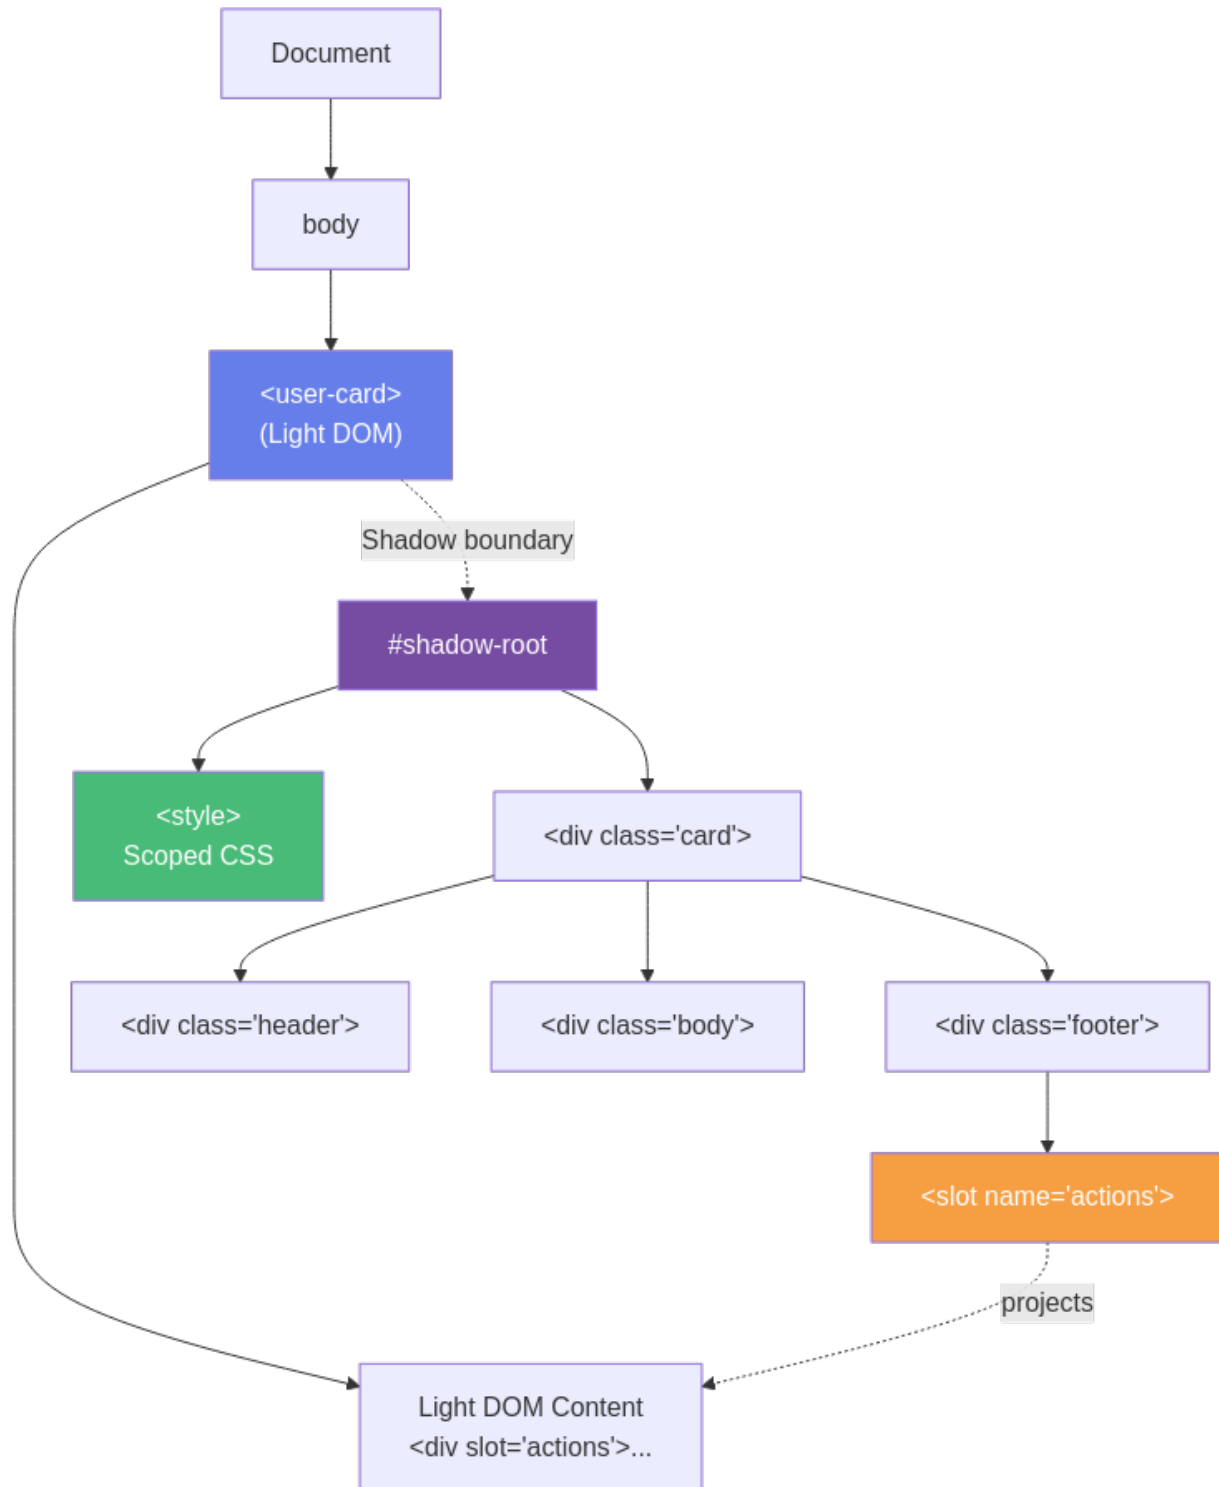 Document
body
<user-card>
(Light DOM)
Shadow boundary
#shadow-root
<style>
Scoped CSS
<div class='card'>
<div class='header'>
<div class='body'>
<div class='footer'>
<slot name='actions'>
projects
Light DOM Content
<div slot='actions'>...